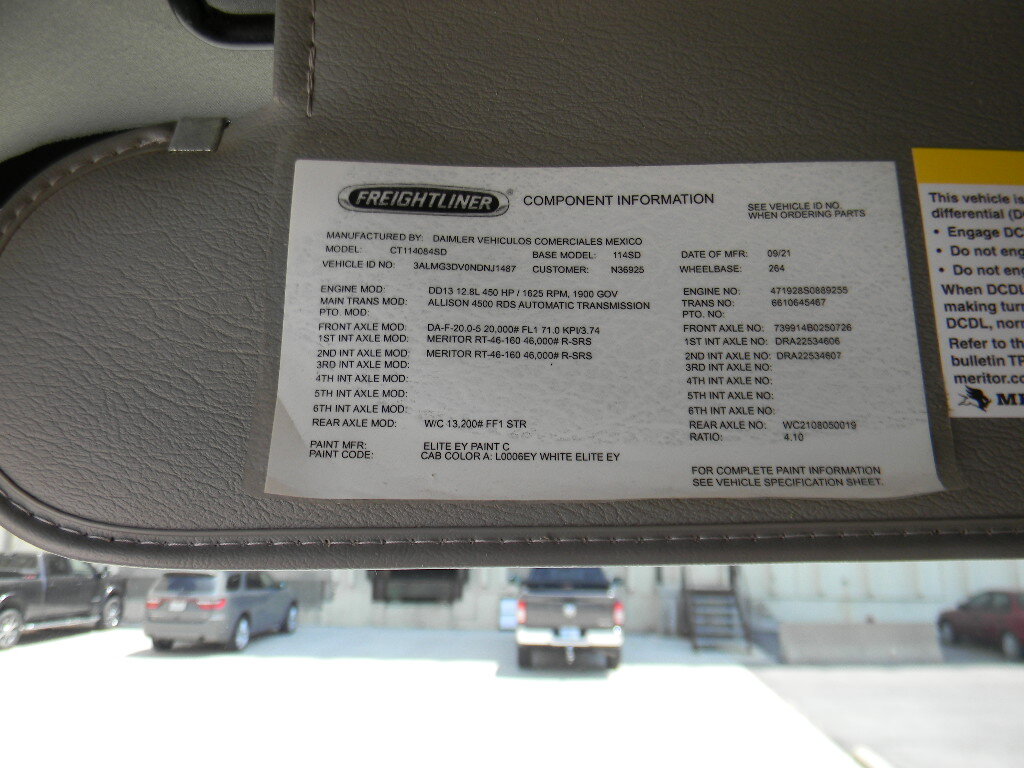 FREIGHTLINER® COMPONENT INFORMATION
SEE VEHICLE ID NO.
WHEN ORDERING PARTS
MANUFACTURED BY: DAIMLER VEHICULOS COMERCIALES MEXICO
MODEL: CT114084SD BASE MODEL: 114SD DATE OF MFR: 09/21
VEHICLE ID NO: 3ALMG3DV0NDNJ1487 CUSTOMER: N36925 WHEELBASE: 264
ENGINE MOD: DD13 12.8L 450 HP / 1625 RPM, 1900 GOV ENGINE NO: 471928S0889255
MAIN TRANS MOD: ALLISON 4500 RDS AUTOMATIC TRANSMISSION TRANS NO: 6610645467
PTO. MOD: PTO. NO:
FRONT AXLE MOD: DA-F-20.0-5 20,000# FL1 71.0 KPI/3.74 FRONT AXLE NO: 739914B0250726
1ST INT AXLE MOD: MERITOR RT-46-160 46,000# R-SRS 1ST INT AXLE NO: DRA22534606
2ND INT AXLE MOD: MERITOR RT-46-160 46,000# R-SRS 2ND INT AXLE NO: DRA22534607
3RD INT AXLE MOD: 3RD INT AXLE NO:
4TH INT AXLE MOD: 4TH INT AXLE NO:
5TH INT AXLE MOD: 5TH INT AXLE NO:
6TH INT AXLE MOD: 6TH INT AXLE NO:
REAR AXLE MOD: W/C 13,200# FF1 STR REAR AXLE NO: WC2108050019
RATIO: 4.10
PAINT MFR: ELITE EY PAINT C
PAINT CODE: CAB COLOR A: L0006EY WHITE ELITE EY
FOR COMPLETE PAINT INFORMATION
SEE VEHICLE SPECIFICATION SHEET.
This vehicle is
differential (D
• Engage DC
• Do not eng
• Do not
When DCDL
making turn
DCDL, norm
Refer to th
bulletin TP
meritor.co